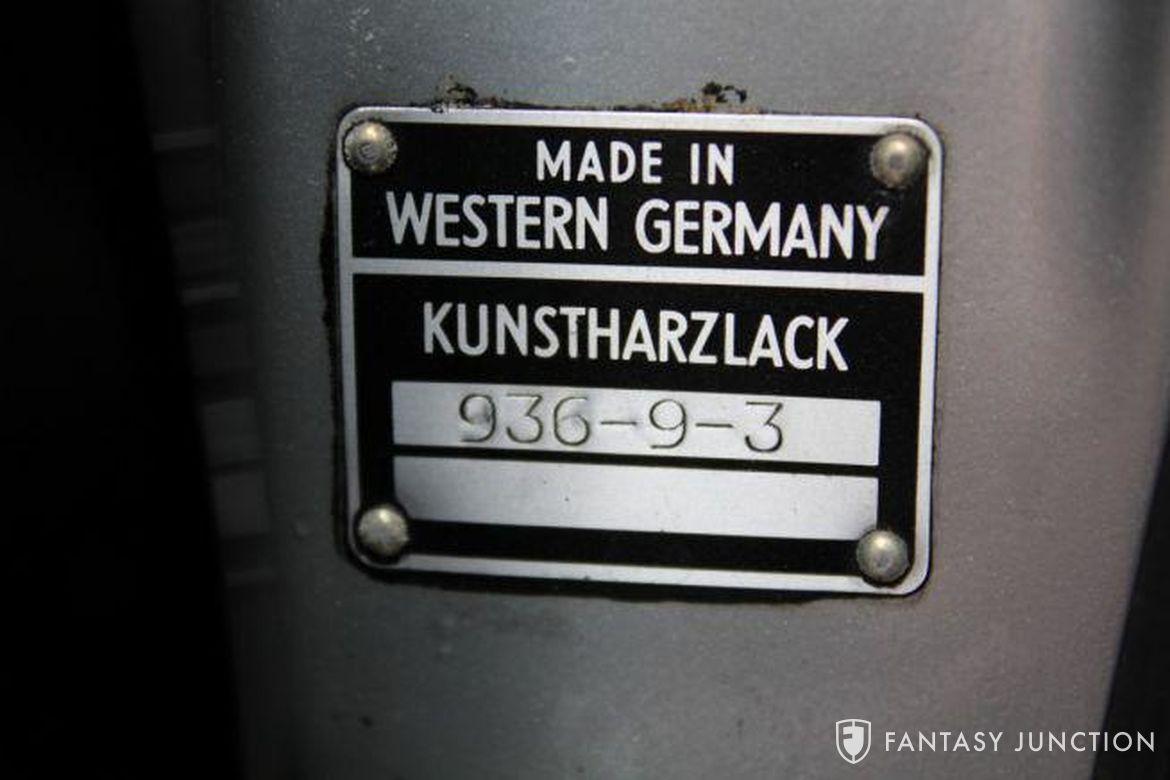 MADE IN
WESTERN GERMANY
KUNSTHARZLACK
936-9-3
FANTASY JUNCTION